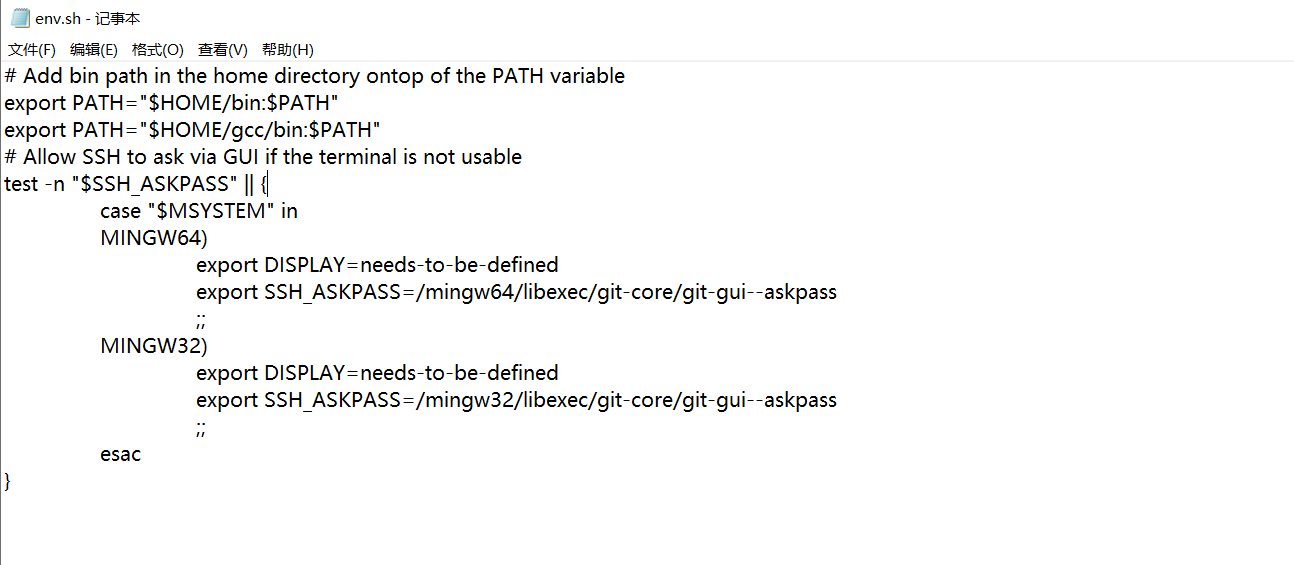 env.sh - 记事本
文件(F) 编辑(E) 格式(O) 查看(V) 帮助(H)
# Add bin path in the home directory ontop of the PATH variable
export PATH="$HOME/bin:$PATH"
export PATH="$HOME/gcc/bin:$PATH"
# Allow SSH to ask via GUI if the terminal is not usable
test -n "$SSH_ASKPASS" || {
case "$MSYSTEM" in
MINGW64)
export DISPLAY=needs-to-be-defined
export SSH_ASKPASS=/mingw64/libexec/git-core/git-gui--askpass
;;
MINGW32)
export DISPLAY=needs-to-be-defined
export SSH_ASKPASS=/mingw32/libexec/git-core/git-gui--askpass
;;
esac
}